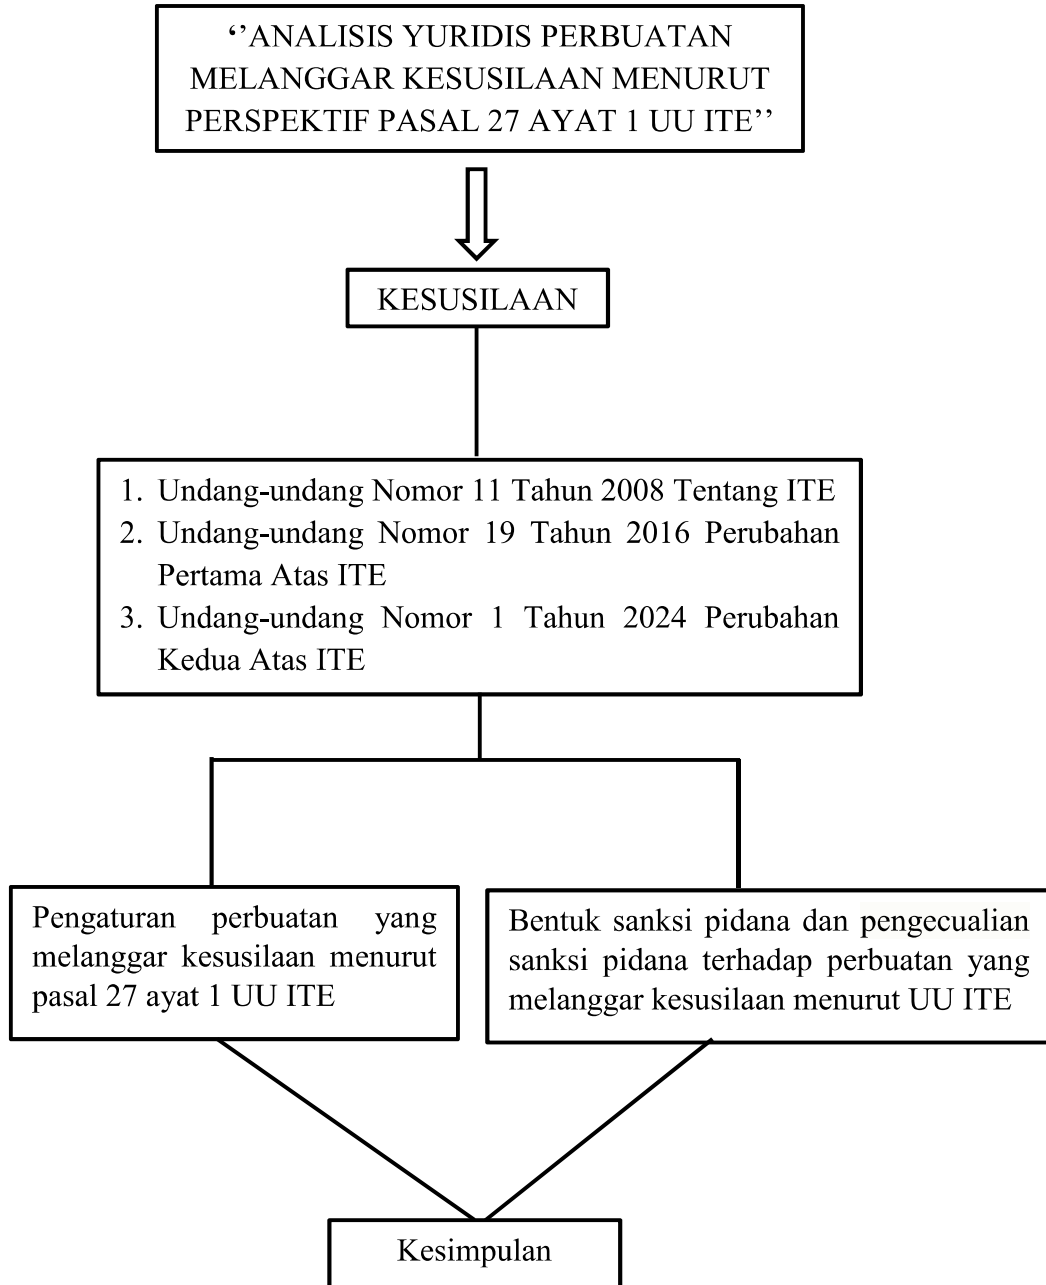 ‘’ANALISIS YURIDIS PERBUATAN
MELANGGAR KESUSILAAN MENURUT
PERSPEKTIF PASAL 27 AYAT 1 UU ITE’’
KESUSILAAN
1. Undang-undang Nomor 11 Tahun 2008 Tentang ITE
2. Undang-undang Nomor 19 Tahun 2016 Perubahan
Pertama Atas ITE
3. Undang-undang Nomor 1 Tahun 2024 Perubahan
Kedua Atas ITE
Pengaturan perbuatan yang
melanggar kesusilaan menurut
pasal 27 ayat 1 UU ITE
Bentuk sanksi pidana dan pengecualian
sanksi pidana terhadap perbuatan yang
melanggar kesusilaan menurut UU ITE
Kesimpulan